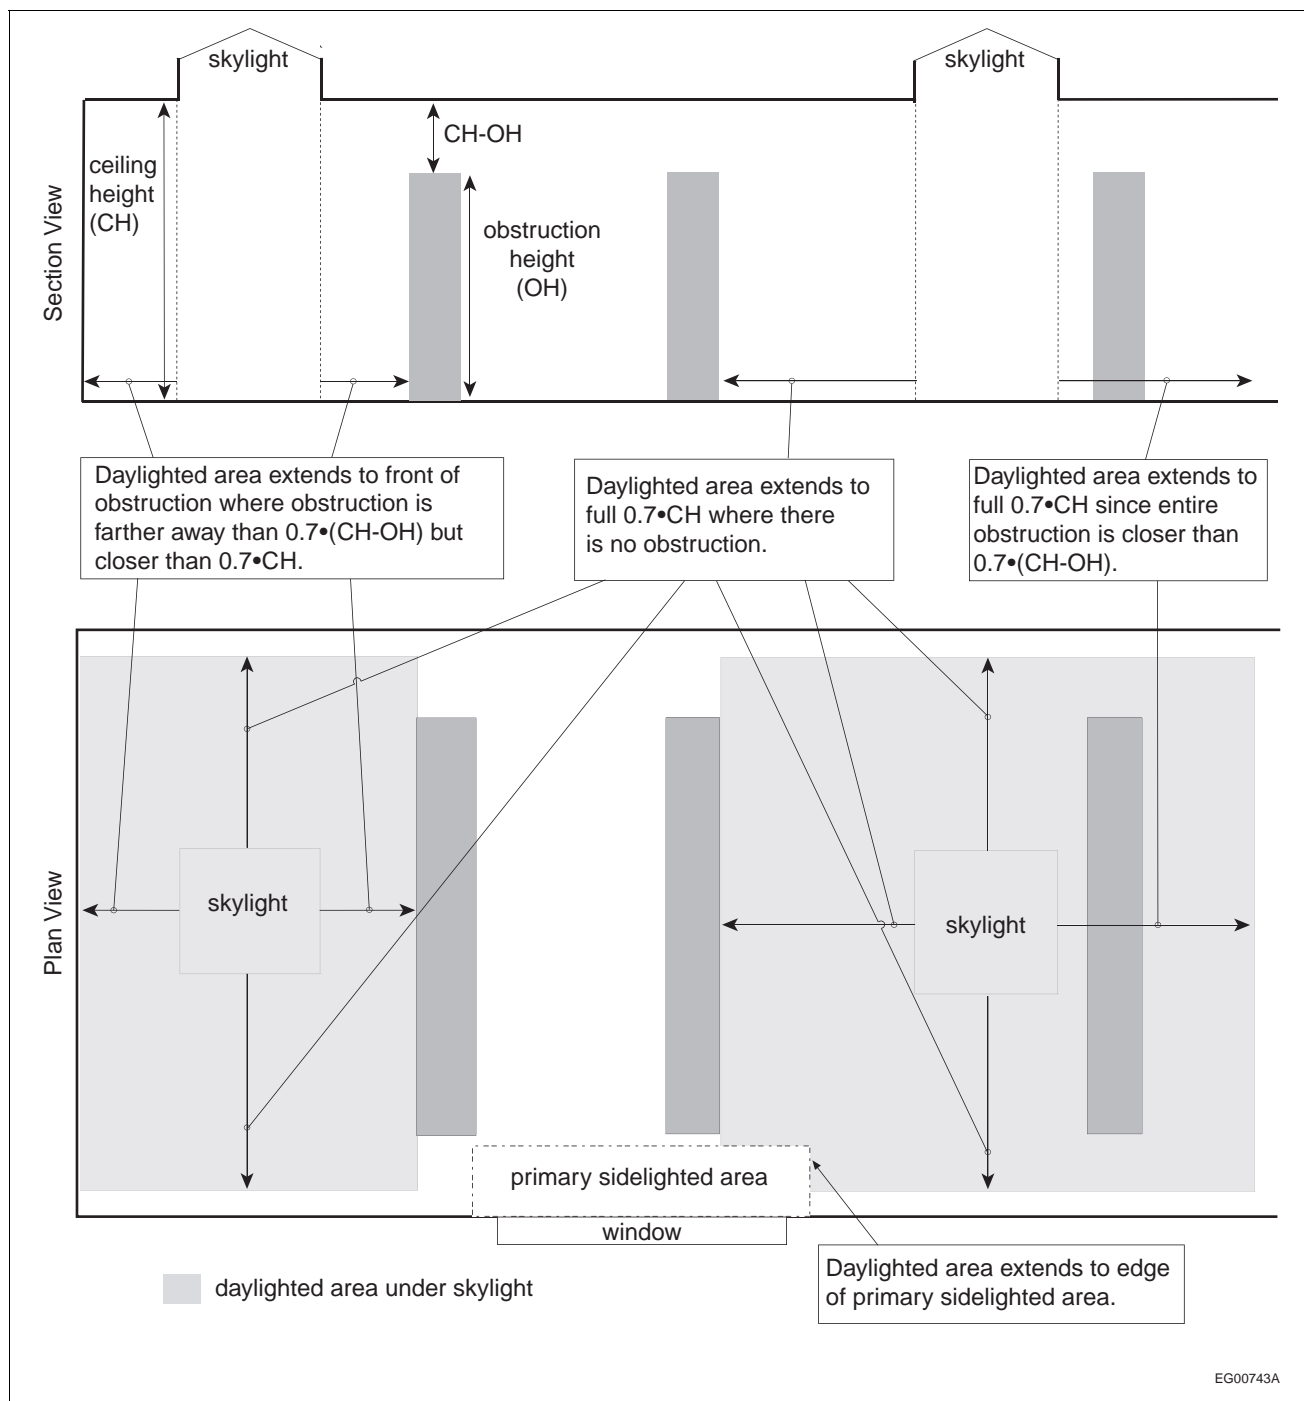 skylight
skylight
CH-OH
ceiling
height
(CH)
Section View
obstruction
height
(OH)
Daylighted area extends to front of
obstruction where obstruction is
farther away than 0.7•(CH-OH) but
closer than 0.7•CH.
Daylighted area extends to
full 0.7•CH where there
is no obstruction.
Daylighted area extends to
full 0.7•CH since entire
obstruction is closer than
0.7•(CH-OH).
Plan View
skylight
skylight
primary sidelighted area
window
Daylighted area extends to edge
of primary sidelighted area.
daylighted area under skylight
EG00743A